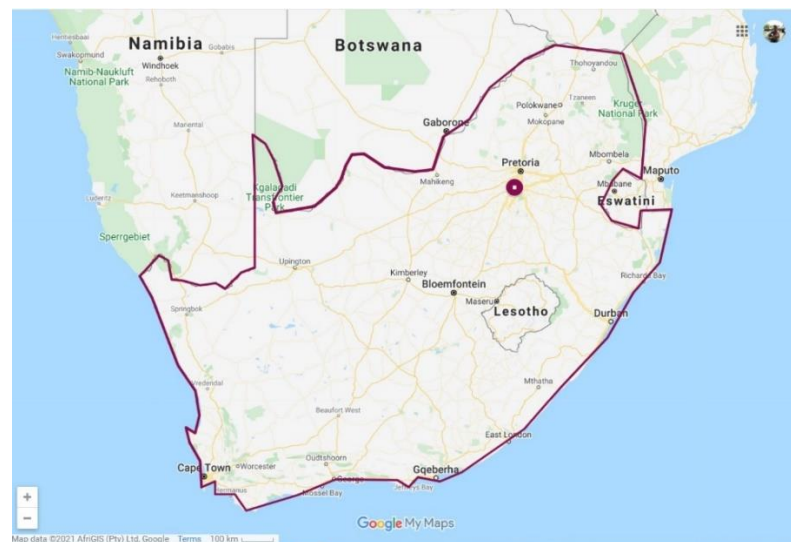 Hentiesbaai
Swakopmund
Namibia
Windhoek
Gobabis
Botswana
Namib-Naukluft
National Park
Rehoboth
Thohoyandou
Mariental
Gaborone
Polokwane
Tzaneen
Mokopane
Kruger
National Park
Pretoria
Mbombela
Maputo
Mahikeng
Kgalagadi
Transfrontier
Park
Mbabane
Eswatini
Lüderitz
Keetmanshoop
Sperrgebiet
Upington
Kimberley
Bloemfontein
Richards Bay
Springbok
Maseru
Lesotho
Durban
Vredendal
Mthatha
Beaufort West
East London
Cape Town
Worcester
Oudtshoorn
George
Gqeberha
Hermanus
Mossel Bay
Jeffreys Bay
+
−
Google My Maps
Map data ©2021 AfriGIS (Pty) Ltd, Google Terms 100 km